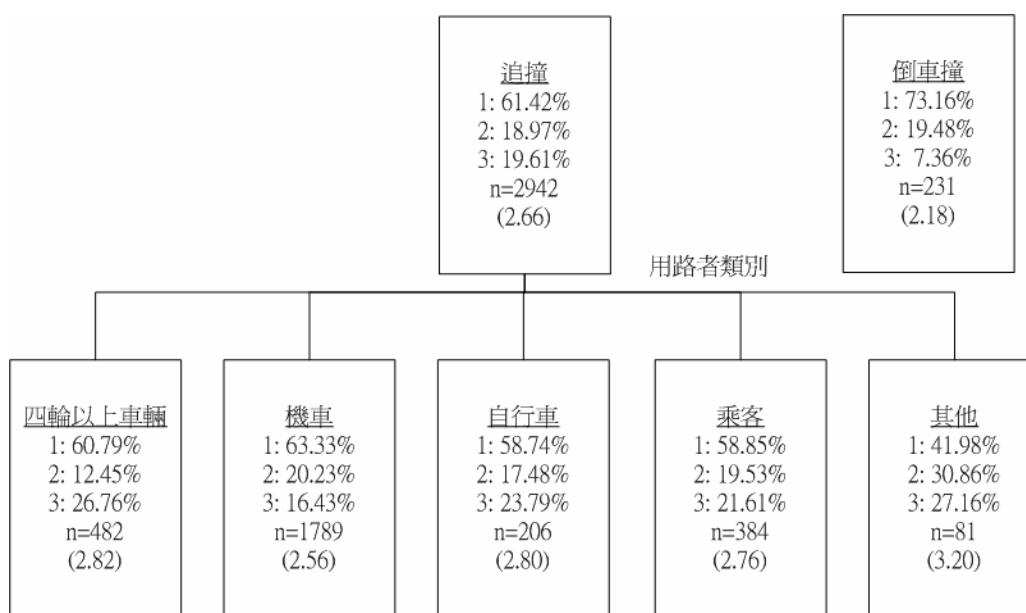 追撞
1: 61.42%
2: 18.97%
3: 19.61%
n=2942
(2.66)
倒車撞
1: 73.16%
2: 19.48%
3: 7.36%
n=231
(2.18)
用路者類別
四輪以上車輛
1: 60.79%
2: 12.45%
3: 26.76%
n=482
(2.82)
機車
1: 63.33%
2: 20.23%
3: 16.43%
n=1789
(2.56)
自行車
1: 58.74%
2: 17.48%
3: 23.79%
n=206
(2.80)
乘客
1: 58.85%
2: 19.53%
3: 21.61%
n=384
(2.76)
其他
1: 41.98%
2: 30.86%
3: 27.16%
n=81
(3.20)